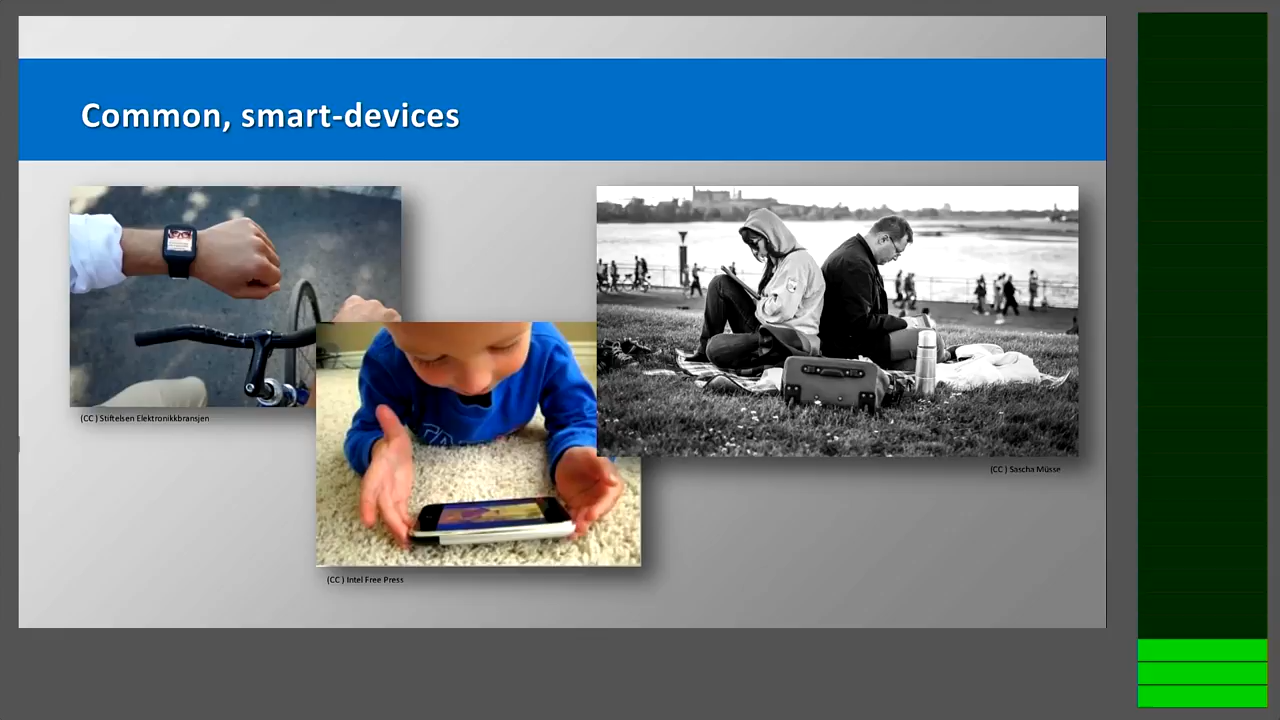 Common, smart-devices
(CC ) Stiftelsen Elektronikkbransjen
(CC ) Sascha Müsse
(CC ) Intel Free Press